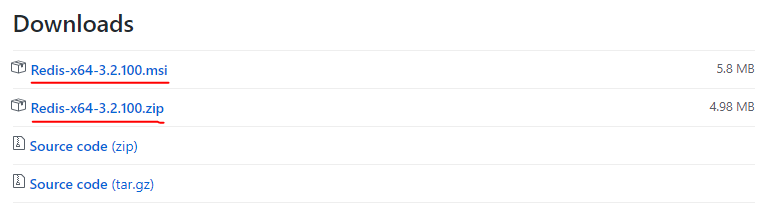 Downloads
Redis-x64-3.2.100.msi 5.8 MB
Redis-x64-3.2.100.zip 4.98 MB
Source code (zip)
Source code (tar.gz)